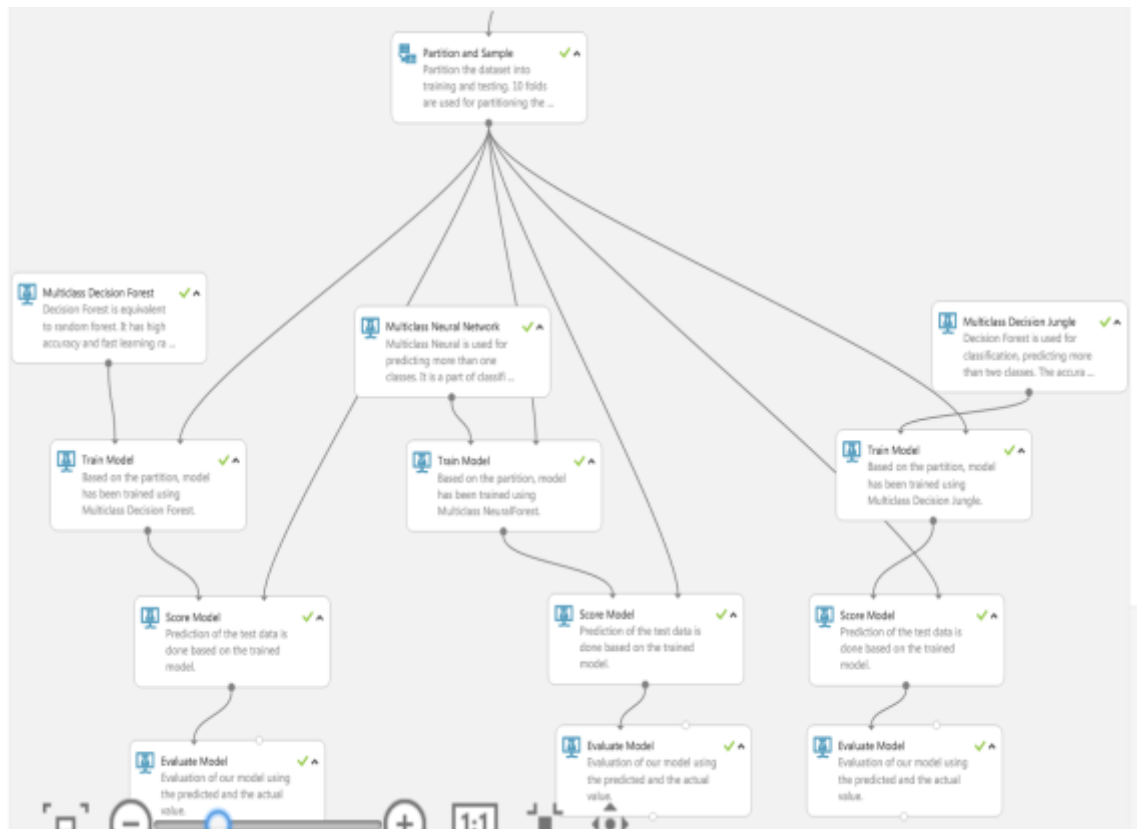 Partition and Sample
Partition the dataset into
training and testing. 10 folds
are used for partitioning the ...
Multiclass Decision Forest
Decision Forest is equivalent
to random forest. It has high
accuracy and fast learning ra ...
Multiclass Neural Network
Multiclass Neural is used for
predicting more than one
classes. It is a part of classifi ...
Multiclass Decision Jungle
Decision Forest is used for
classification, predicting more
than two classes. The accura ...
Train Model
Based on the partition, model
has been trained using
Multiclass Decision Forest.
Train Model
Based on the partition, model
has been trained using
Multiclass NeuralForest.
Train Model
Based on the partition, model
has been trained using
Multiclass Decision Jungle.
Score Model
Prediction of the test data is
done based on the trained
model.
Score Model
Prediction of the test data is
done based on the trained
model.
Score Model
Prediction of the test data is
done based on the trained
model.
Evaluate Model
Evaluation of our model using
the predicted and the actual
value.
Evaluate Model
Evaluation of our model using
the predicted and the actual
value.
Evaluate Model
Evaluation of our model using
the predicted and the actual
value.
1:1